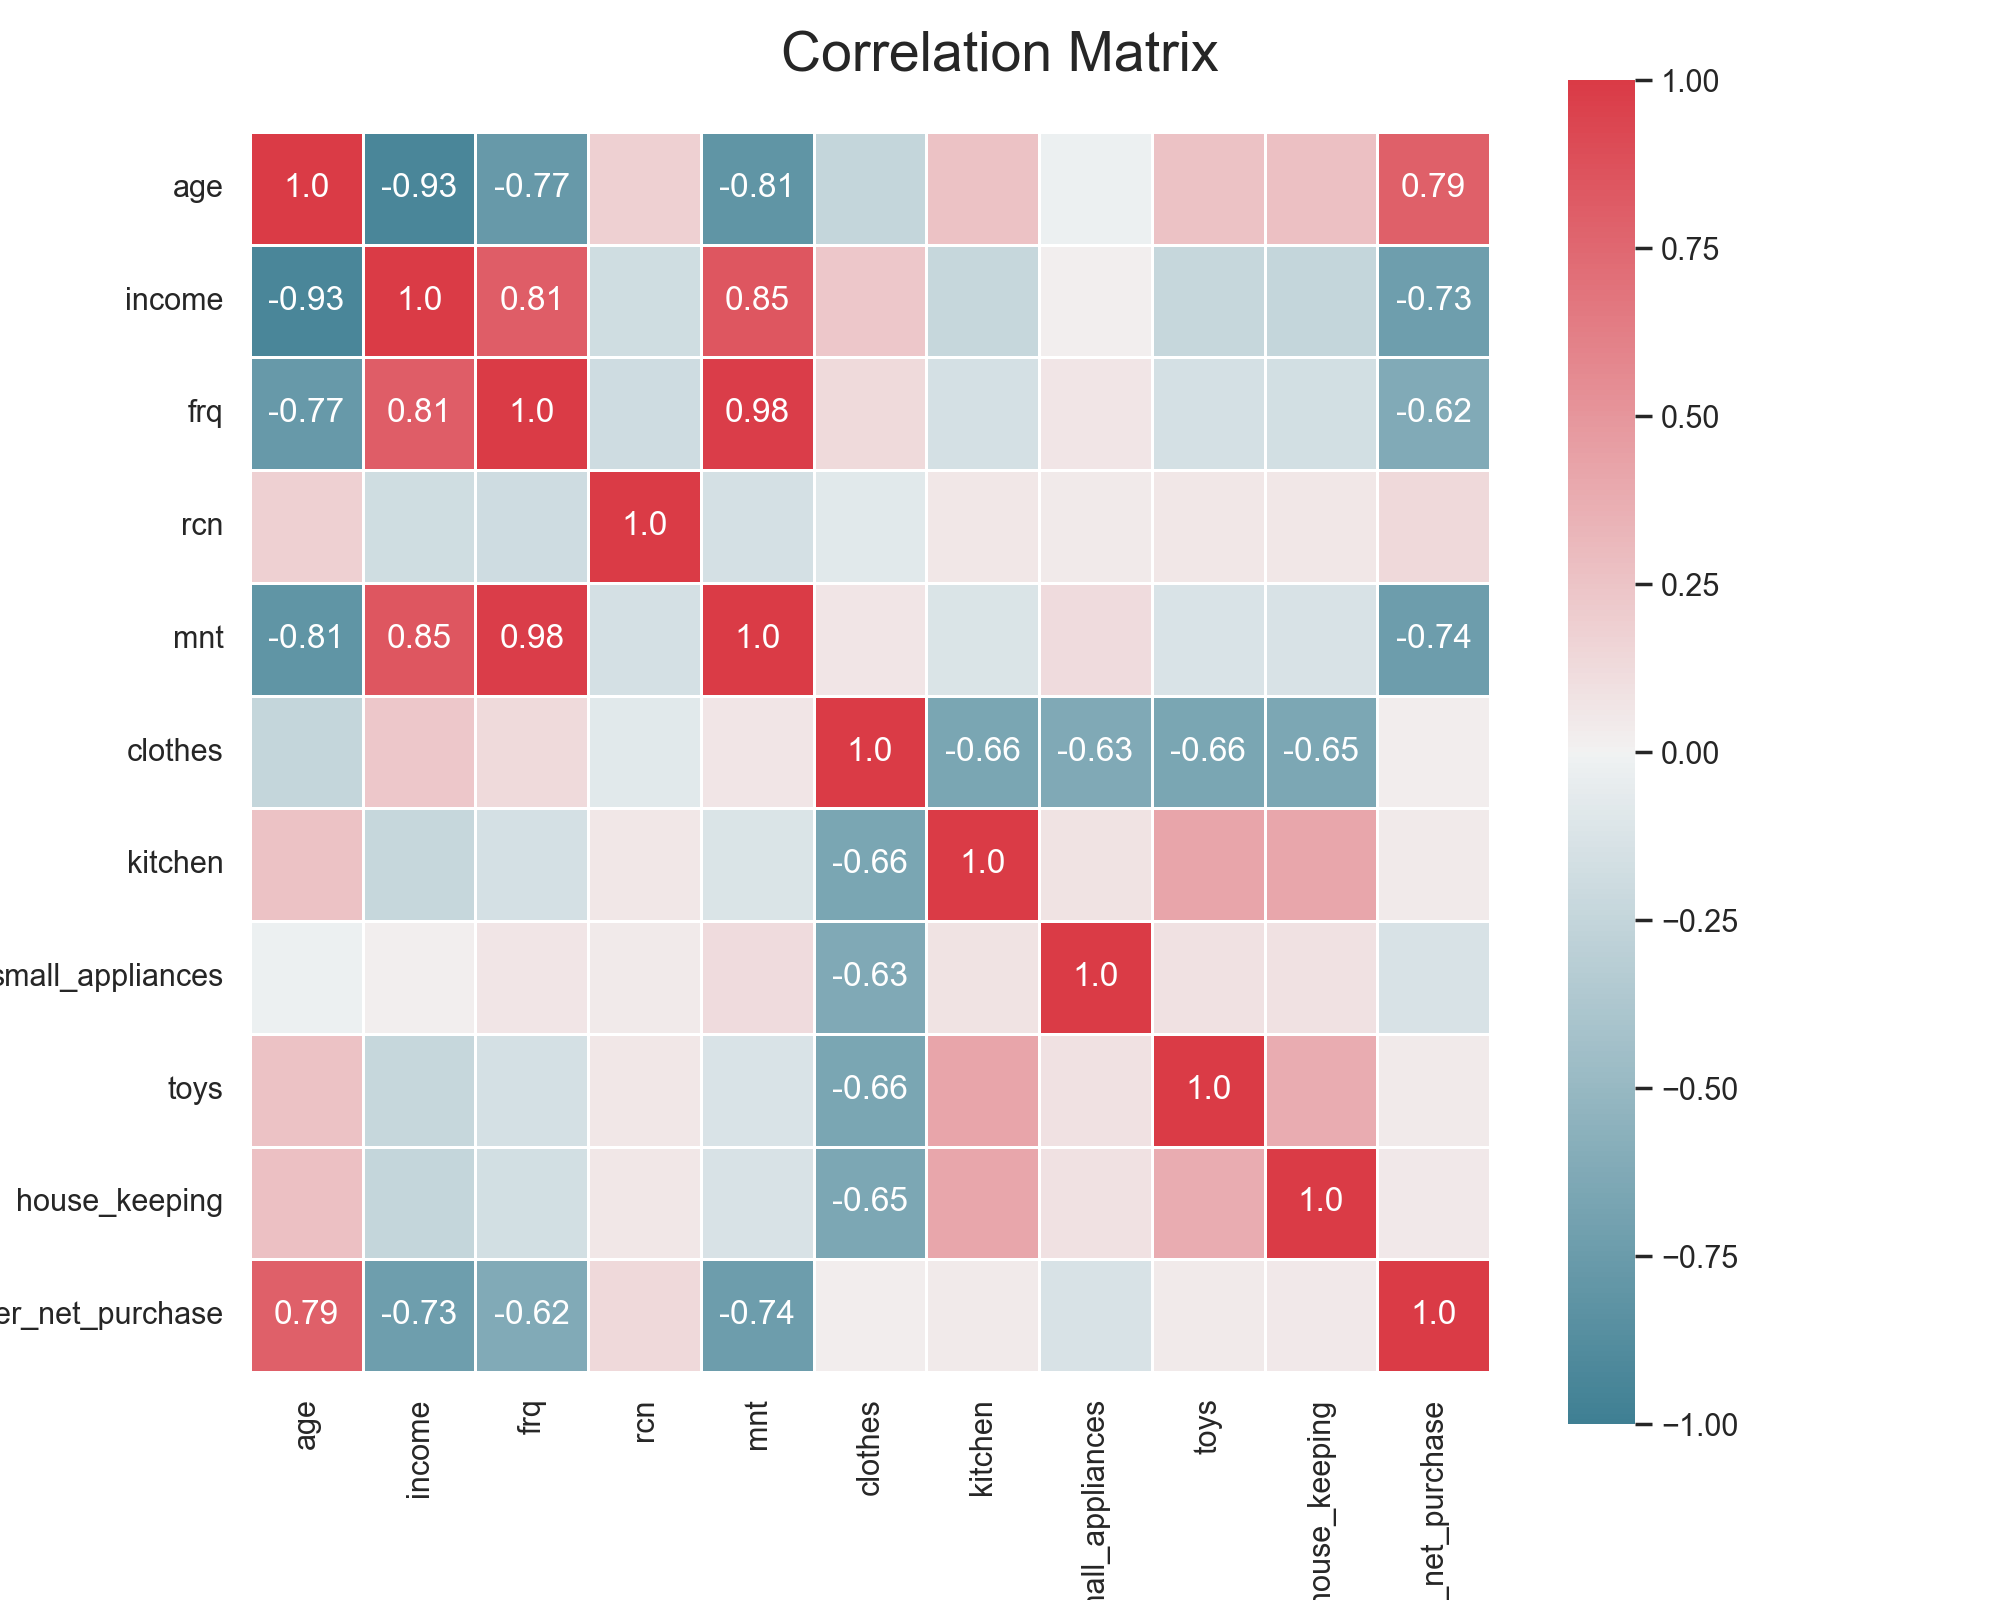 Correlation Matrix
age 1.0 -0.93 -0.77 -0.81 0.79
income -0.93 1.0 0.81 0.85 -0.73
frq -0.77 0.81 1.0 0.98 -0.62
rcn 1.0
mnt -0.81 0.85 0.98 1.0 -0.74
clothes 1.0 -0.66 -0.63 -0.66 -0.65
kitchen -0.66 1.0
small_appliances -0.63 1.0
toys -0.66 1.0
house_keeping -0.65 1.0
er_net_purchase 0.79 -0.73 -0.62 -0.74 1.0
age
income
frq
rcn
mnt
clothes
kitchen
nall_appliances
toys
house_keeping
_net_purchase
1.00
0.75
0.50
0.25
0.00
−0.25
−0.50
−0.75
−1.00